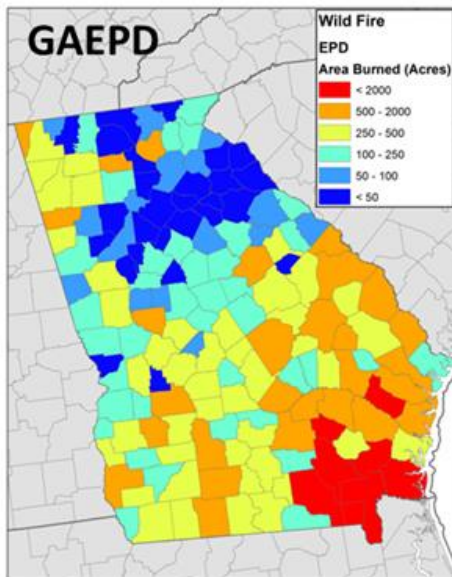 GAEPD
Wild Fire
EPD
Area Burned (Acres)
< 2000
500 - 2000
250 - 500
100 - 250
50 - 100
< 50